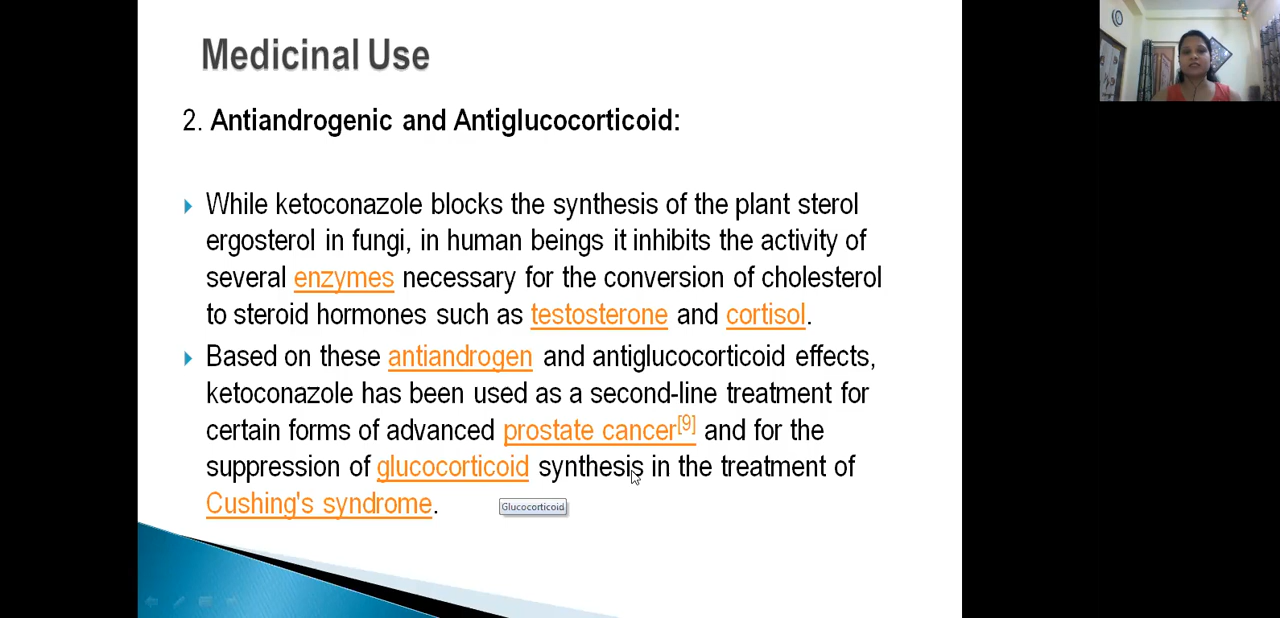 Medicinal Use
2. Antiandrogenic and Antiglucocorticoid:
While ketoconazole blocks the synthesis of the plant sterol
ergosterol in fungi, in human beings it inhibits the activity of
several enzymes necessary for the conversion of cholesterol
to steroid hormones such as testosterone and cortisol.
Based on these antiandrogen and antiglucocorticoid effects,
ketoconazole has been used as a second-line treatment for
certain forms of advanced prostate cancer[9] and for the
suppression of glucocorticoid synthesis in the treatment of
Cushing's syndrome.
Glucocorticoid